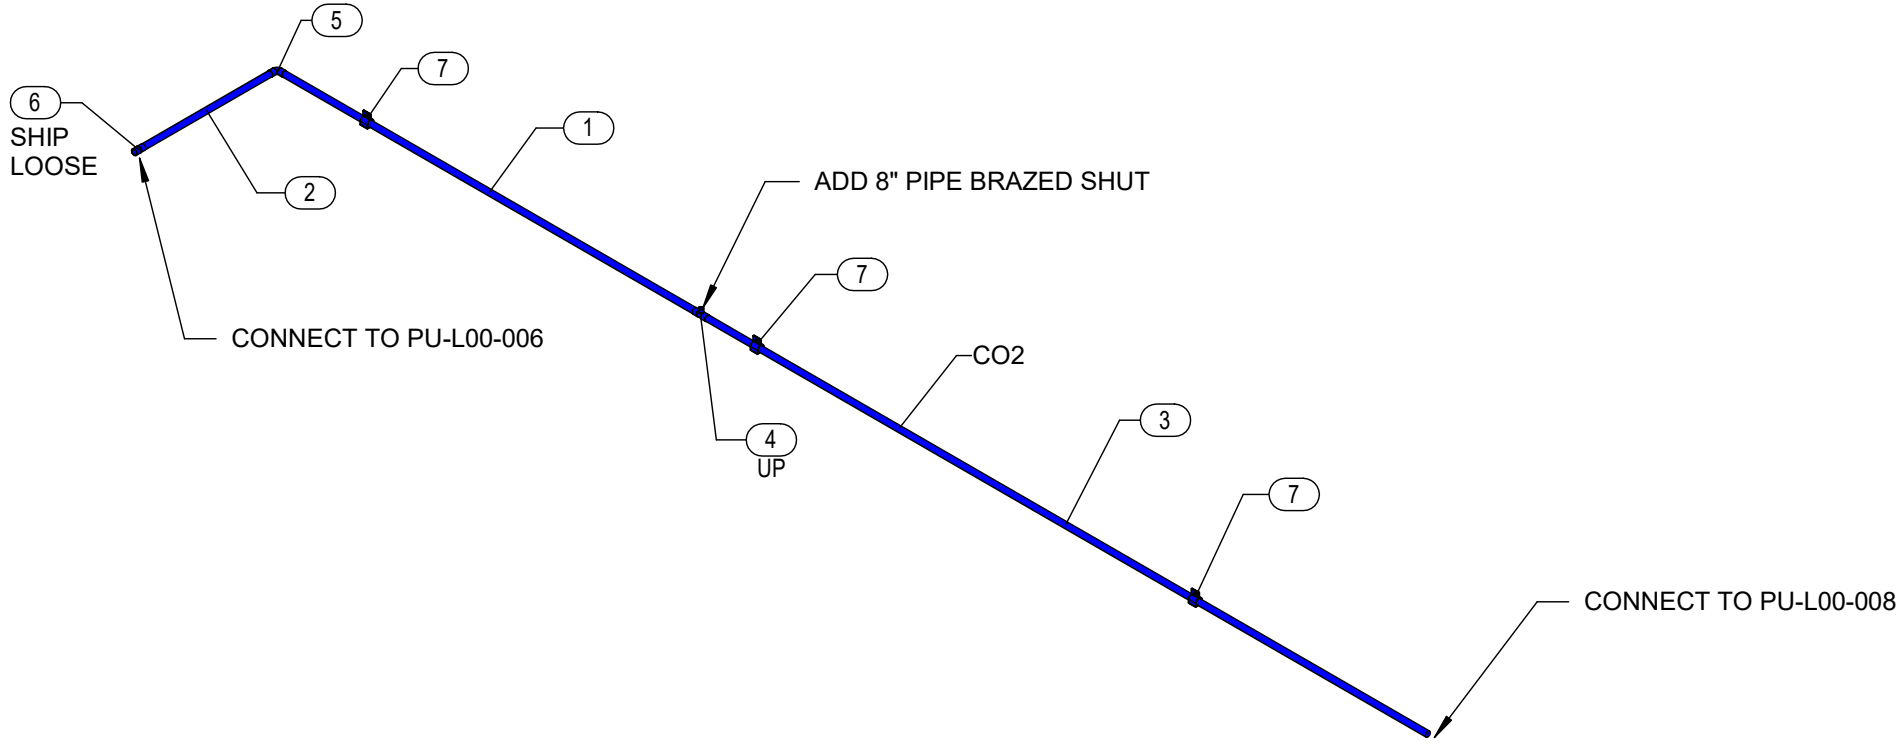 5
7
6
SHIP
LOOSE
1
2
ADD 8" PIPE BRAZED SHUT
7
CONNECT TO PU-L00-006
CO2
3
4
UP
7
CONNECT TO PU-L00-008